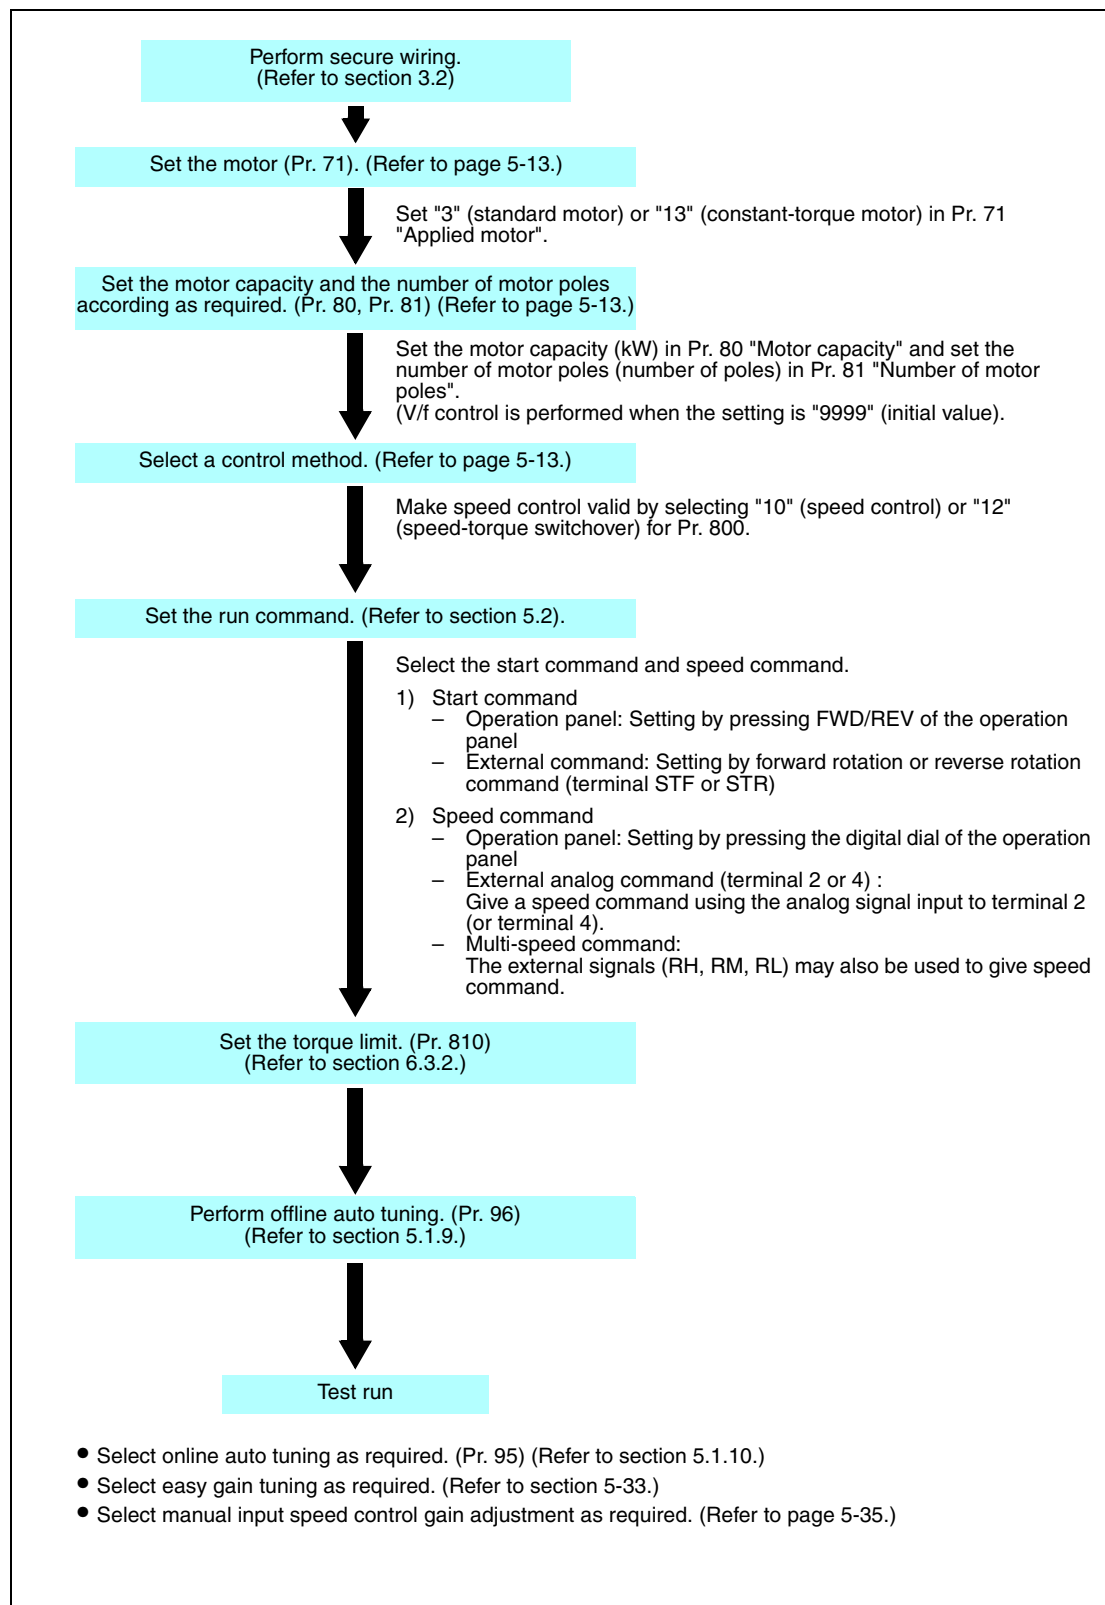 Perform secure wiring.
(Refer to section 3.2)
Set the motor (Pr. 71). (Refer to page 5-13.)
Set "3" (standard motor) or "13" (constant-torque motor) in Pr. 71
"Applied motor".
Set the motor capacity and the number of motor poles
according as required. (Pr. 80, Pr. 81) (Refer to page 5-13.)
Set the motor capacity (kW) in Pr. 80 "Motor capacity" and set the
number of motor poles (number of poles) in Pr. 81 "Number of motor
poles".
(V/f control is performed when the setting is "9999" (initial value).
Select a control method. (Refer to page 5-13.)
Make speed control valid by selecting "10" (speed control) or "12"
(speed-torque switchover) for Pr. 800.
Set the run command. (Refer to section 5.2).
Select the start command and speed command.
1) Start command
– Operation panel: Setting by pressing FWD/REV of the operation
panel
– External command: Setting by forward rotation or reverse rotation
command (terminal STF or STR)
2) Speed command
– Operation panel: Setting by pressing the digital dial of the operation
panel
– External analog command (terminal 2 or 4) :
Give a speed command using the analog signal input to terminal 2
(or terminal 4).
– Multi-speed command:
The external signals (RH, RM, RL) may also be used to give speed
command.
Set the torque limit. (Pr. 810)
(Refer to section 6.3.2.)
Perform offline auto tuning. (Pr. 96)
(Refer to section 5.1.9.)
Test run
● Select online auto tuning as required. (Pr. 95) (Refer to section 5.1.10.)
● Select easy gain tuning as required. (Refer to section 5-33.)
● Select manual input speed control gain adjustment as required. (Refer to page 5-35.)